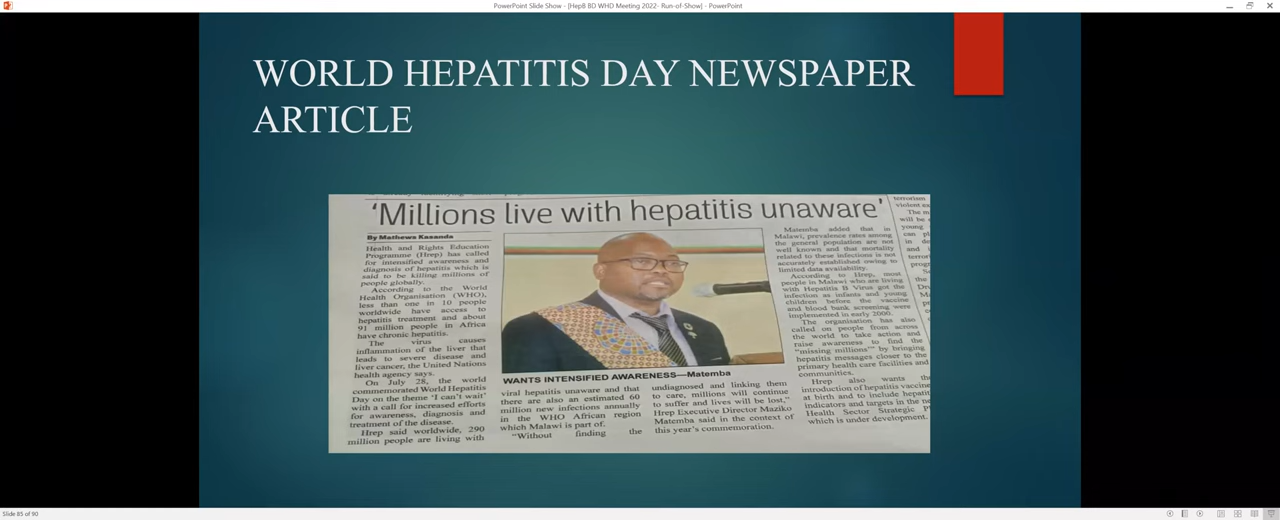 PowerPoint Slide Show - [HepB BD WHD Meeting 2022- Run-of-Show] - PowerPoint
WORLD HEPATITIS DAY NEWSPAPER
ARTICLE
'Millions live with hepatitis unaware'
By Mathews Kasanda
Health and Rights Education
Programme (Hrep) has called
for intensified awareness and
diagnosis of hepatitis which is
said to be killing millions of
people globally.
According to the World
Health Organisation (WHO),
less than one in 10 people
worldwide have access to
hepatitis treatment and about
91 million people in Africa
have chronic hepatitis.
The virus causes
inflammation of the liver that
leads to severe disease and
liver cancer, the United Nations
health agency says.
On July 28, the world
commemorated World Hepatitis
Day on the theme 'I can't wait'
with a call for increased efforts
for awareness, diagnosis and
treatment of the disease.
Hrep said worldwide, 290
million people are living with
WANTS INTENSIFIED AWARENESS—Matemba
viral hepatitis unaware and that
there are also an estimated 60
million new infections annually
in the WHO African region
which Malawi is part of.
"Without finding the
undiagnosed and linking them
to care, millions will continue
to suffer and lives will be lost,"
Hrep Executive Director Maziko
Matemba said in the context of
this year's commemoration.
Matemba added that in
Malawi, prevalence rates among
the general population are not
well known and that mortality
related to these infections is not
accurately established owing to
limited data availability.
According to Hrep, most
people in Malawi who are living
with Hepatitis B Virus got the
infection as infants and young
children before the vaccine
and blood bank screening were
implemented in early 2000.
The organisation has also
called on people from across
the world to take action and
raise awareness to find the
"missing millions" by bringing
hepatitis messages closer to the
primary health care facilities and
communities.
Hrep also wants the
introduction of hepatitis vaccine
at birth and to include hepatitis
indicators and targets in the
Health Sector Strategic
which is under development.
terrorism
violent
The
will be
young
can
in
and
Slide 85 of 90